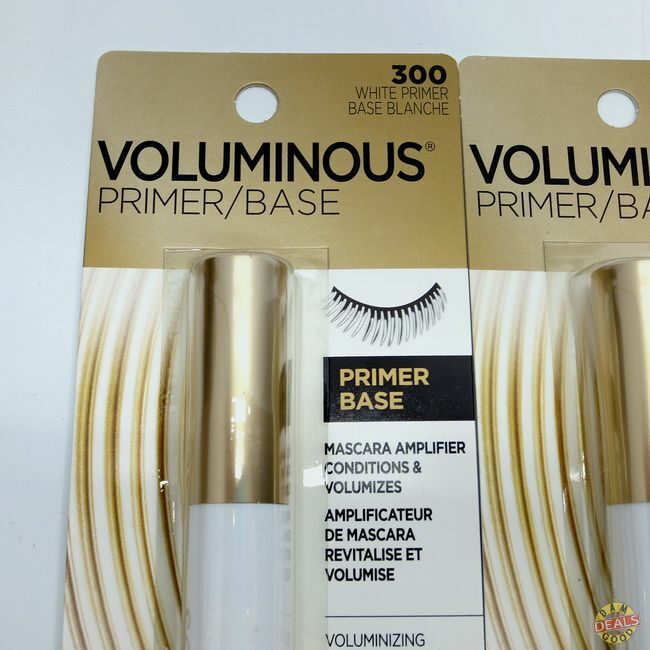 300
WHITE PRIMER
BASE BLANCHE
VOLUMINOUS®
PRIMER/BASE
PRIMER
BASE
MASCARA AMPLIFIER
CONDITIONS &
VOLUMIZES
AMPLIFICATEUR
DE MASCARA
REVITALISE ET
VOLUMISE
VOLUMINIZING
VOLUMI
PRIMER/BA
DAM
DEALS
GOOD